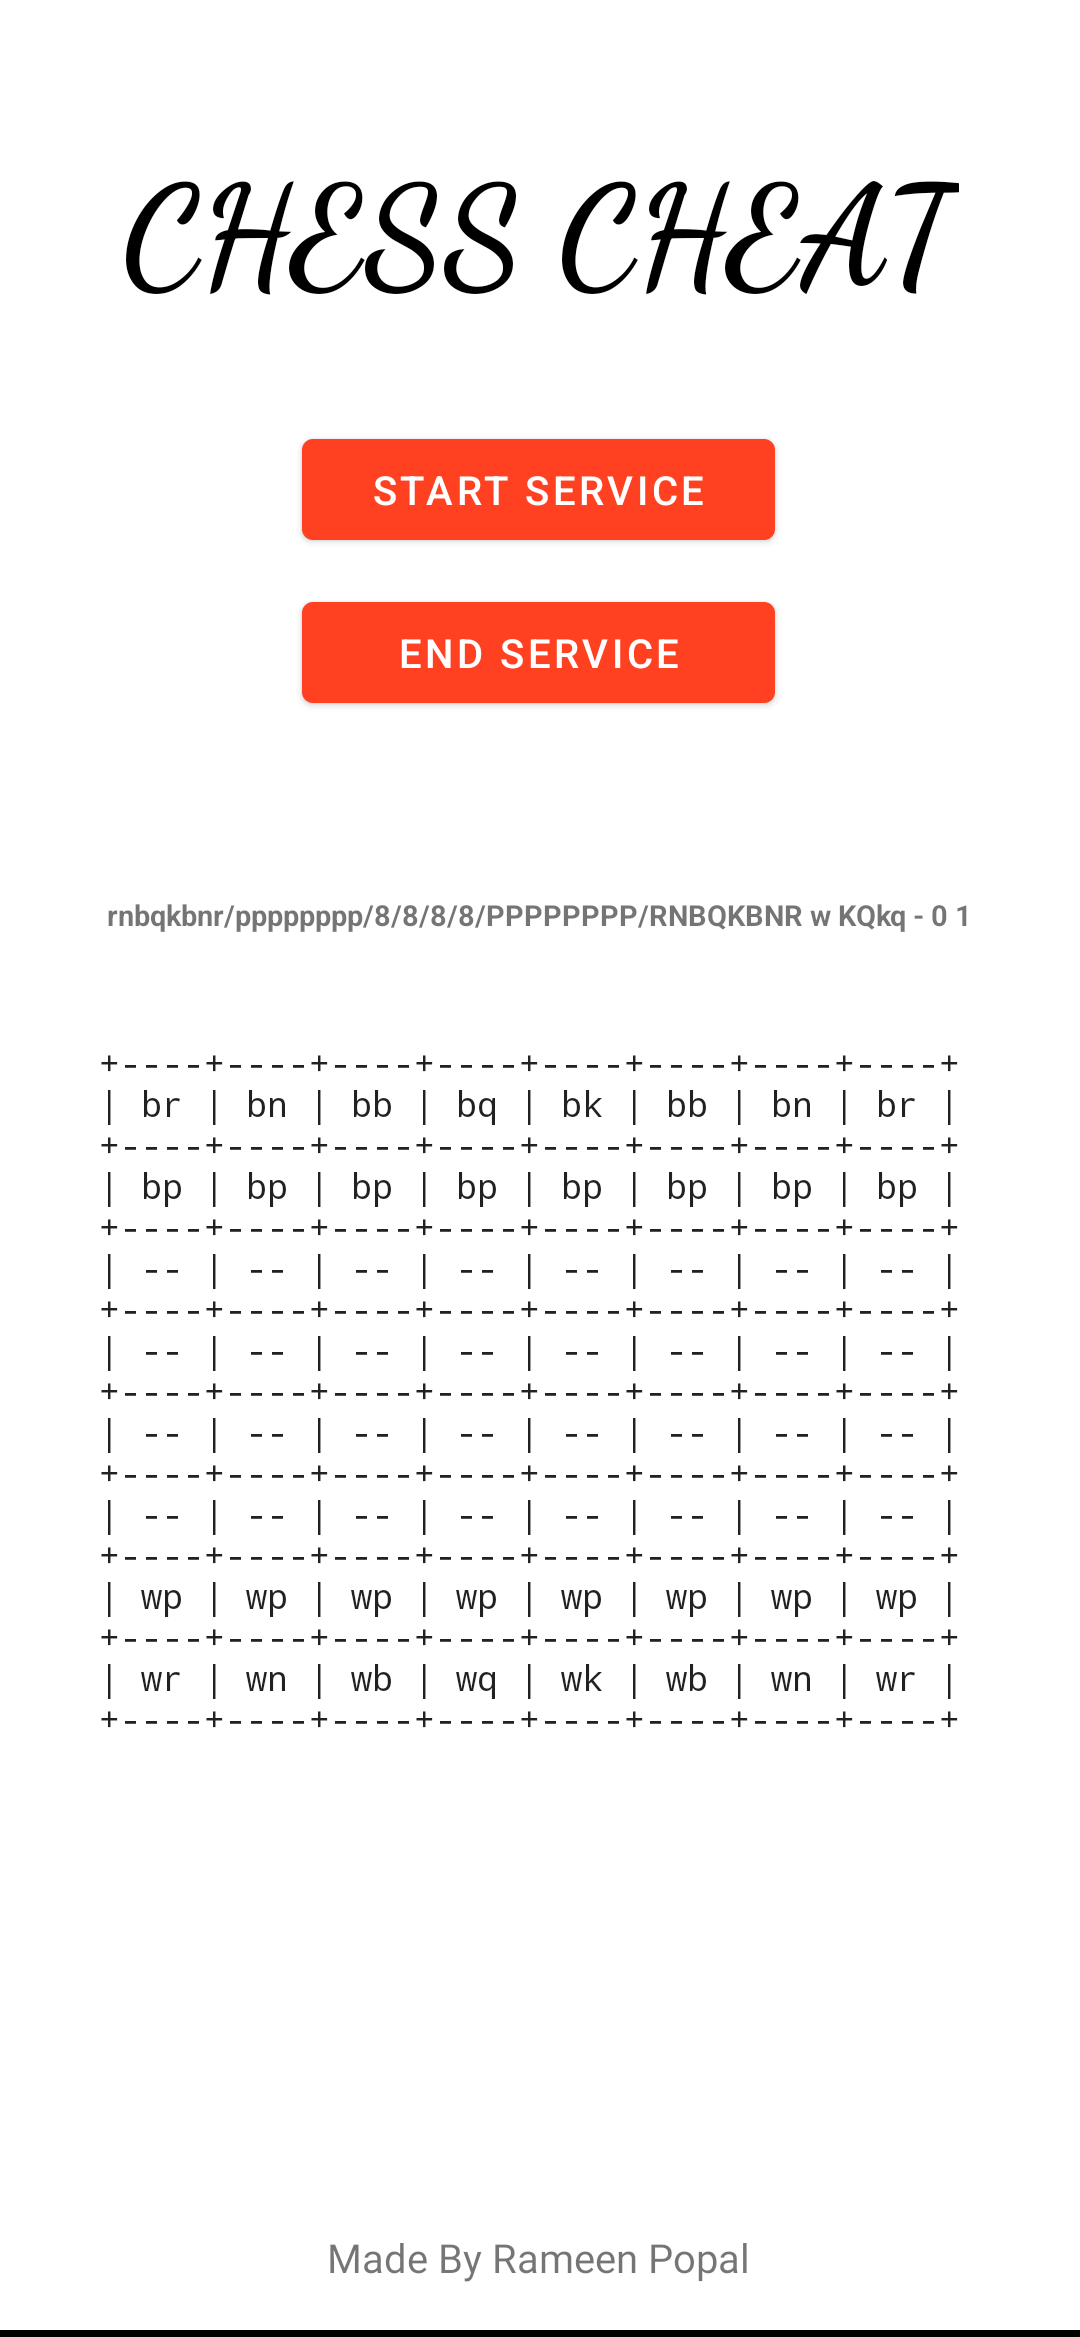 CHESS CHEAT
START SERVICE
END SERVICE
rnbqkbnr/pppppppp/8/8/8/8/PPPPPPPP/RNBQKBNR w KQkq - 0 1
+----+----+----+----+----+----+----+----+
| br | bn | bb | bq | bk | bb | bn | br |
+----+----+----+----+----+----+----+----+
| bp | bp | bp | bp | bp | bp | bp | bp |
+----+----+----+----+----+----+----+----+
| -- | -- | -- | -- | -- | -- | -- | -- |
+----+----+----+----+----+----+----+----+
| -- | -- | -- | -- | -- | -- | -- | -- |
+----+----+----+----+----+----+----+----+
| -- | -- | -- | -- | -- | -- | -- | -- |
+----+----+----+----+----+----+----+----+
| -- | -- | -- | -- | -- | -- | -- | -- |
+----+----+----+----+----+----+----+----+
| wp | wp | wp | wp | wp | wp | wp | wp |
+----+----+----+----+----+----+----+----+
| wr | wn | wb | wq | wk | wb | wn | wr |
+----+----+----+----+----+----+----+----+
Made By Rameen Popal